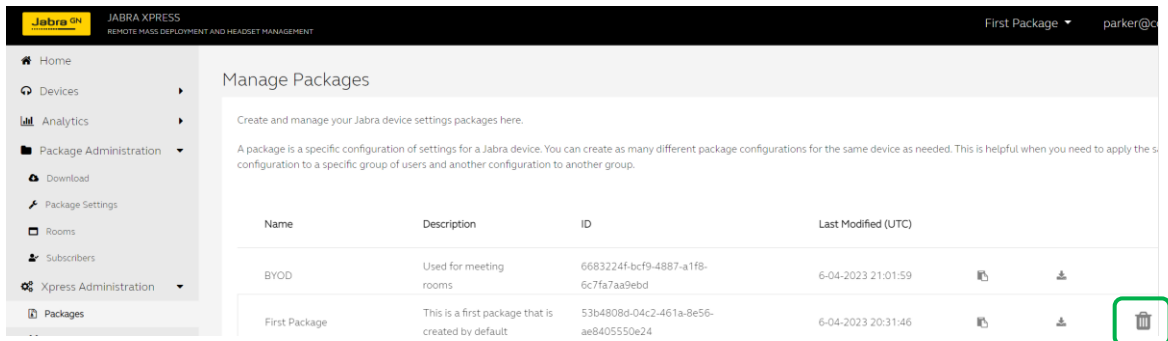 Jabra GN
JABRA XPRESS
REMOTE MASS DEPLOYMENT AND HEADSET MANAGEMENT
First Package
parker@c
Home
Devices
Analytics
Package Administration
Download
Package Settings
Rooms
Subscribers
Xpress Administration
Packages
Manage Packages
Create and manage your Jabra device settings packages here.
A package is a specific configuration of settings for a Jabra device. You can create as many different package configurations for the same device as needed. This is helpful when you need to apply the s
configuration to a specific group of users and another configuration to another group.
Name Description ID Last Modified (UTC)
BYOD
Used for meeting
rooms
6683224f-bcf9-4887-a1f8-
6c7fa7aa9ebd
6-04-2023 21:01:59
First Package
This is a first package that is
created by default
53b4808d-04c2-461a-8e56-
ae8405550e24
6-04-2023 20:31:46